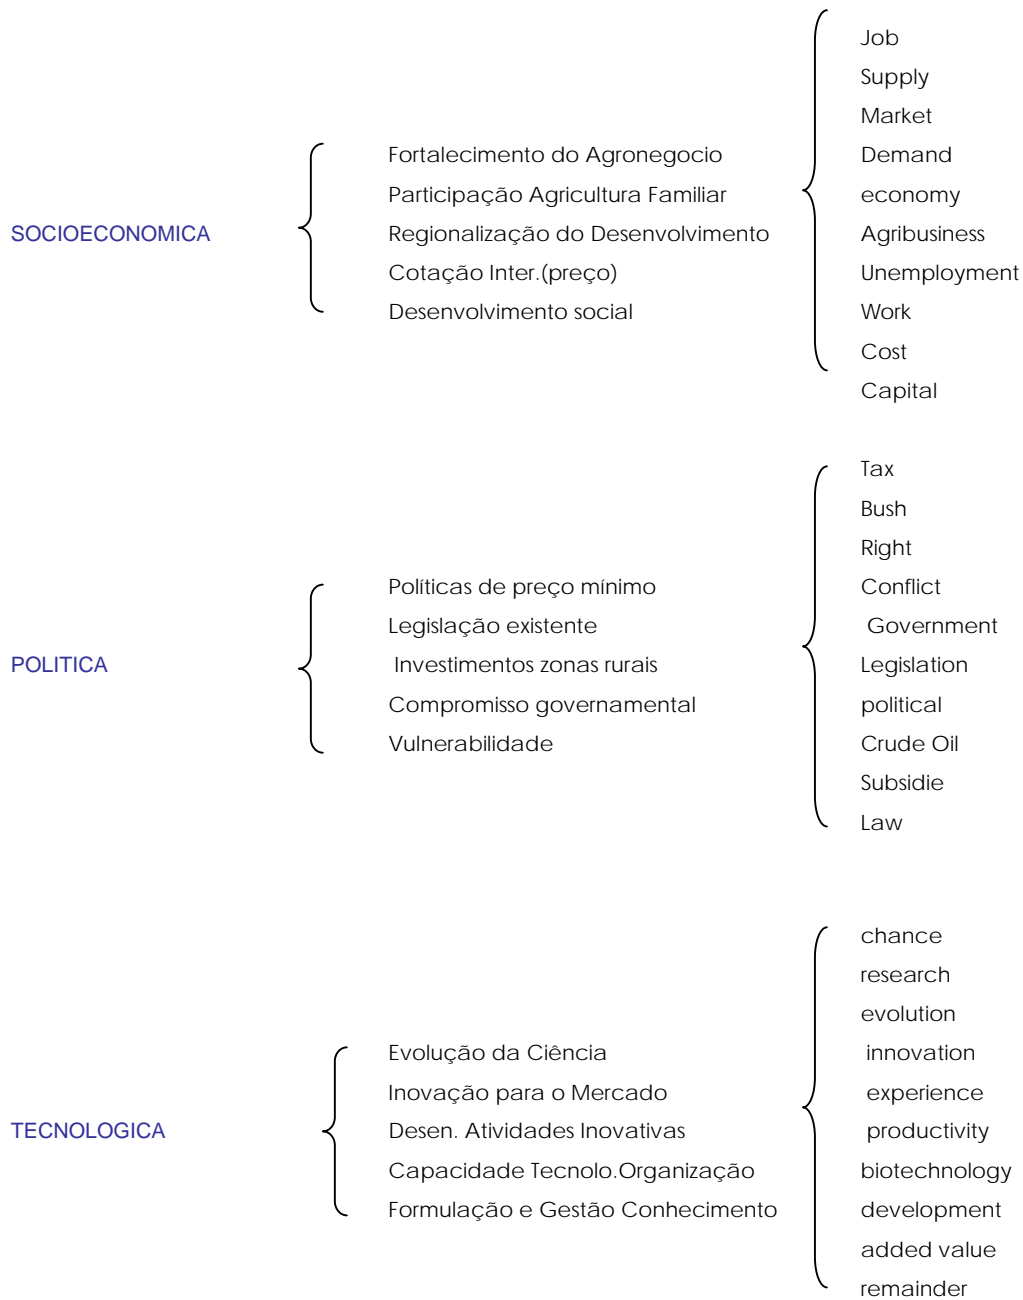 SOCIOECONOMICA
Fortalecimento do Agronegocio
Participação Agricultura Familiar
Regionalização do Desenvolvimento
Cotação Inter.(preço)
Desenvolvimento social
Job
Supply
Market
Demand
economy
Agribusiness
Unemployment
Work
Cost
Capital
POLITICA
Políticas de preço mínimo
Legislação existente
Investimentos zonas rurais
Compromisso governamental
Vulnerabilidade
Tax
Bush
Right
Conflict
Government
Legislation
political
Crude Oil
Subsidie
Law
TECNOLOGICA
Evolução da Ciência
Inovação para o Mercado
Desen. Atividades Inovativas
Capacidade Tecnolo.Organização
Formulação e Gestão Conhecimento
chance
research
evolution
innovation
experience
productivity
biotechnology
development
added value
remainder